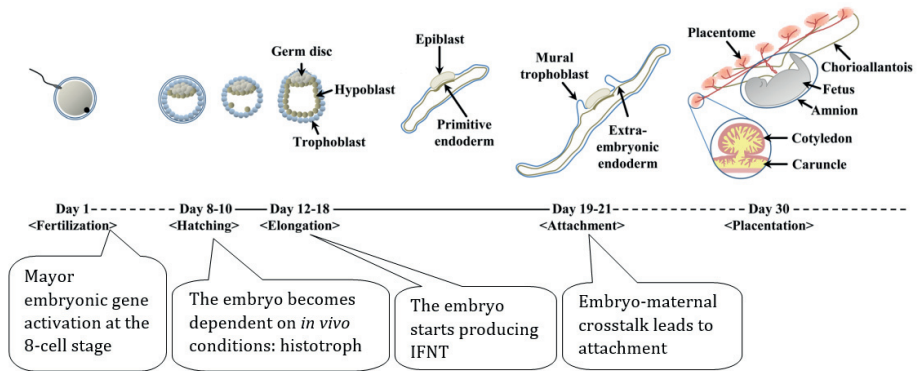 Germ disc
Hypoblast
Trophoblast
Epiblast
Primitive
endoderm
Mural
trophoblast
Extra-
embryonic
endoderm
Placentome
Chorioallantois
Fetus
Amnion
Cotyledon
Caruncle
Day 1
<Fertilization>
Day 8-10
<Hatching>
Day 12-18
<Elongation>
Day 19-21
<Attachment>
Day 30
<Placentation>
Mayor
embryonic gene
activation at the
8-cell stage
The embryo becomes
dependent on in vivo
conditions: histotroph
The embryo
starts producing
IFNT
Embryo-maternal
crosstalk leads to
attachment